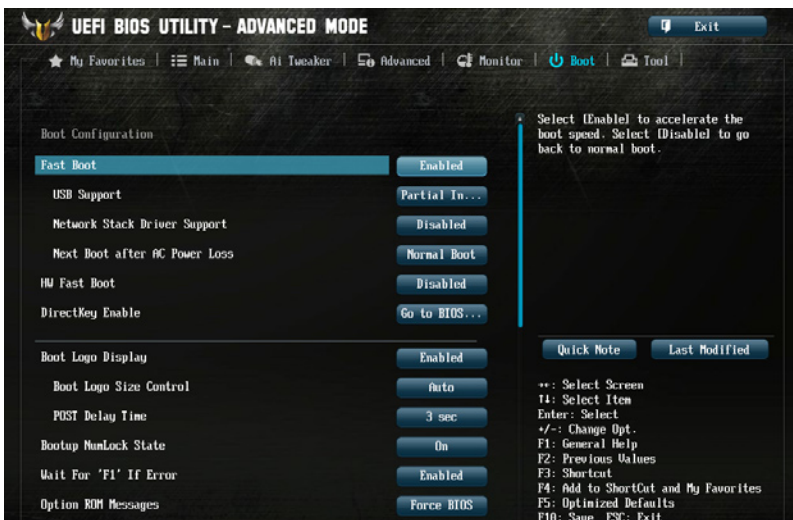 UEFI BIOS UTILITY – ADVANCED MODE
Exit
My Favorites
Main
Ai Tweaker
Advanced
Monitor
Boot
Tool
Boot Configuration
Fast Boot Enabled
USB Support Partial In...
Network Stack Driver Support Disabled
Next Boot after AC Power Loss Normal Boot
HW Fast Boot Disabled
DirectKey Enable Go to BIOS...
Boot Logo Display Enabled
Boot Logo Size Control Auto
POST Delay Time 3 sec
Bootup NumLock State On
Wait For 'F1' If Error Enabled
Option ROM Messages Force BIOS
Select [Enable] to accelerate the
boot speed. Select [Disable] to go
back to normal boot.
Quick Note
Last Modified
→←: Select Screen
↑↓: Select Item
Enter: Select
+/-: Change Opt.
F1: General Help
F2: Previous Values
F3: Shortcut
F4: Add to ShortCut and My Favorites
F5: Optimized Defaults
F10: Save ESC: Exit